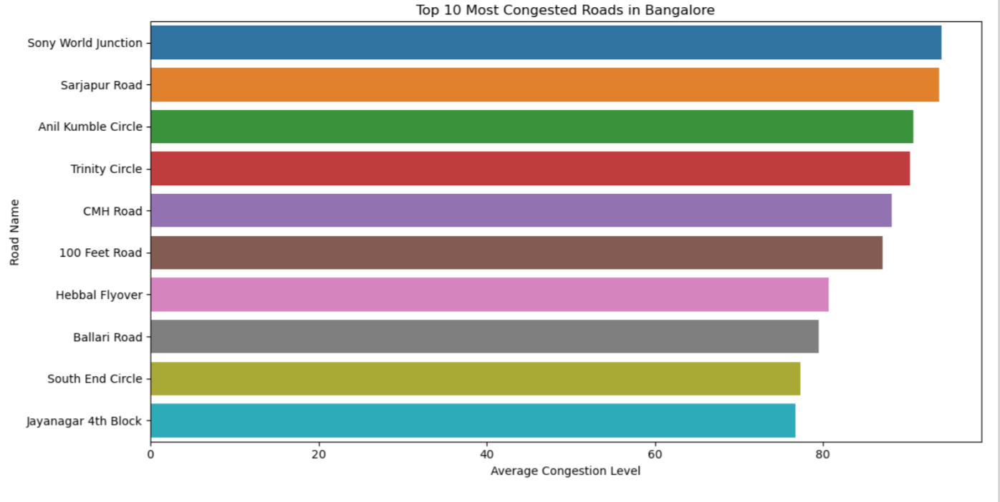 Top 10 Most Congested Roads in Bangalore
Road Name
Sony World Junction
Sarjapur Road
Anil Kumble Circle
Trinity Circle
CMH Road
100 Feet Road
Hebbal Flyover
Ballari Road
South End Circle
Jayanagar 4th Block
0 20 40 60 80
Average Congestion Level